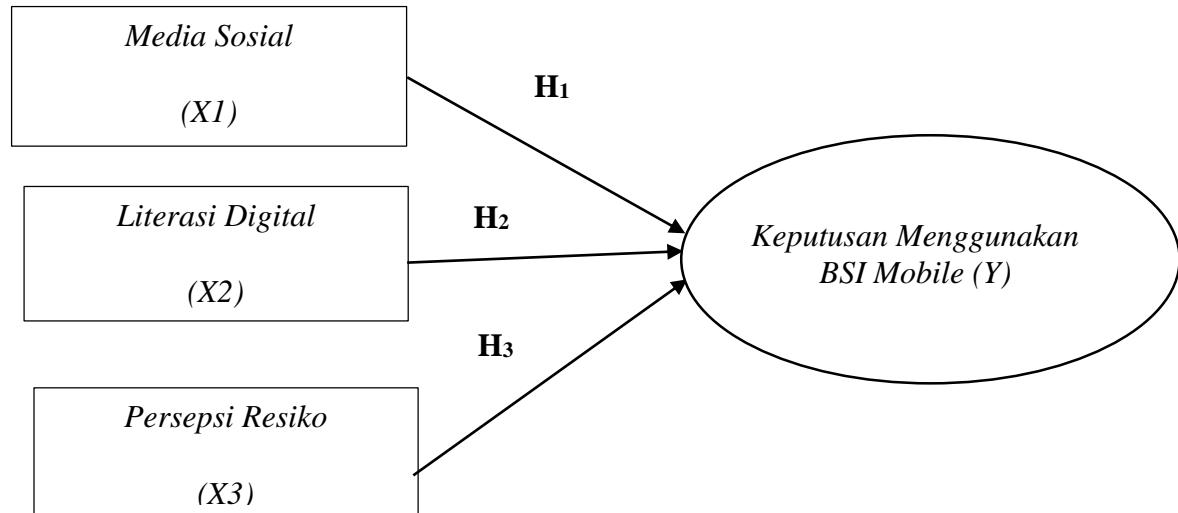 Media Sosial
(X1)
H1
Literasi Digital
(X2)
H2
Keputusan Menggunakan
BSI Mobile (Y)
H3
Persepsi Resiko
(X3)